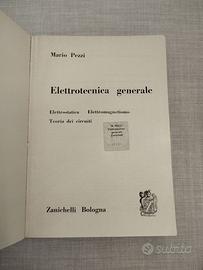 Mario Pezzi
Elettrotecnica generale
Elettrostatica Elettromagnetismo
Teoria dei circuiti
Zanichelli Bologna
subito